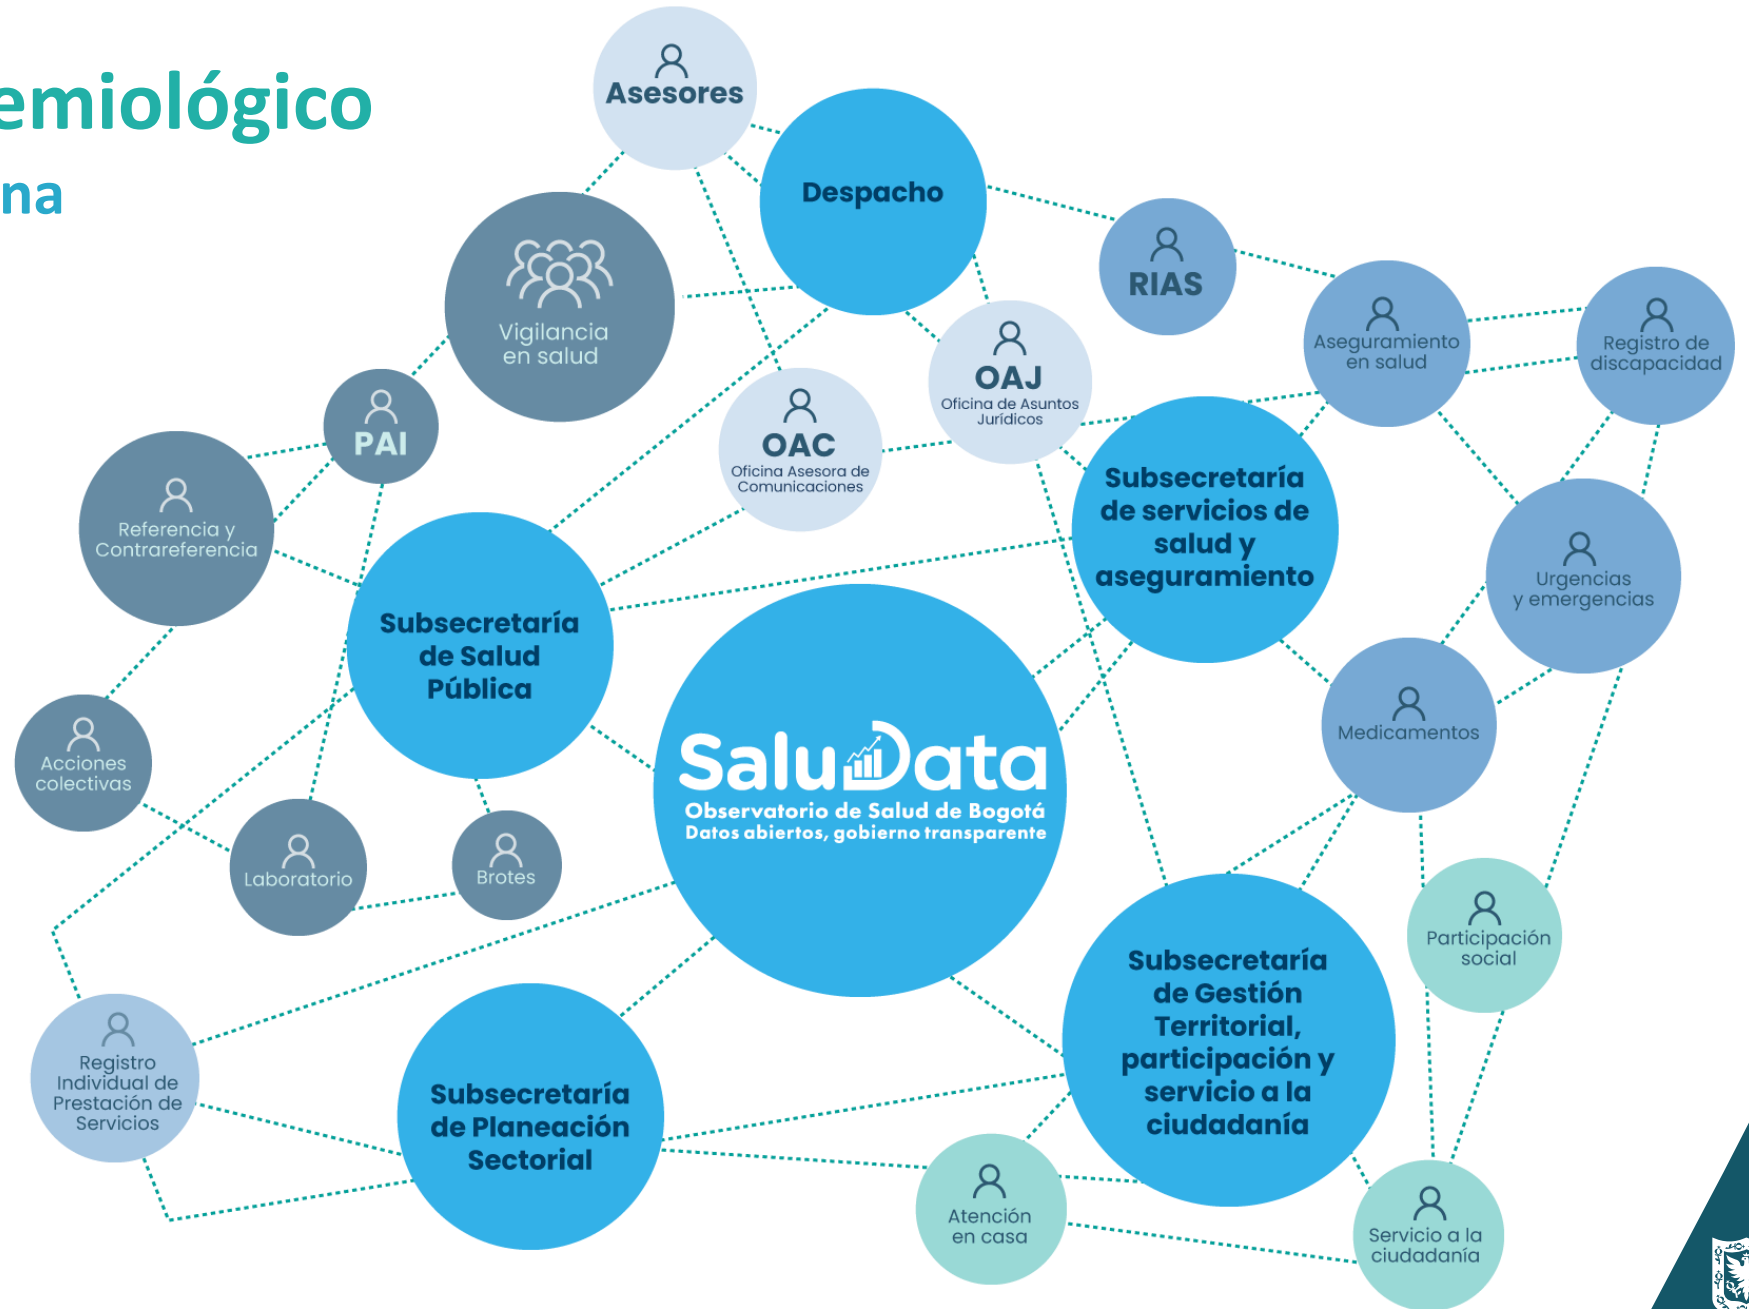 emiológico
na
Asesores
Despacho
RIAS
Vigilancia
en salud
Aseguramiento
en salud
Registro de
discapacidad
OAJ
Oficina de Asuntos
Jurídicos
PAI
OAC
Oficina Asesora de
Comunicaciones
Referencia y
Contrareferencia
Subsecretaría
de servicios de
salud y
aseguramiento
Urgencias
y emergencias
Subsecretaría
de Salud
Pública
Medicamentos
Acciones
colectivas
SaluData
Observatorio de Salud de Bogotá
Datos abiertos, gobierno transparente
Laboratorio
Brotes
Participación
social
Subsecretaría
de Gestión
Territorial,
participación y
servicio a la
ciudadanía
Registro
Individual de
Prestación de
Servicios
Subsecretaría
de Planeación
Sectorial
Atención
en casa
Servicio a la
ciudadanía